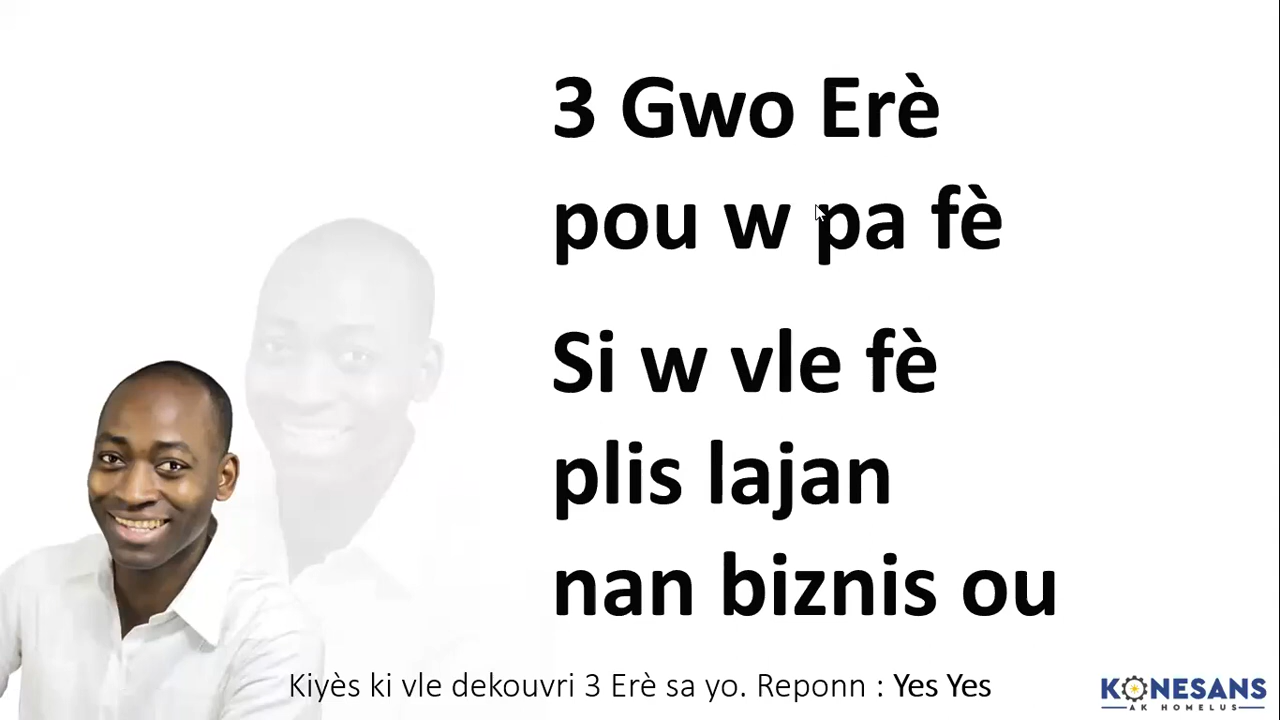 3 Gwo Erè
pou w pa fè
Si w vle fè
plis lajan
nan biznis ou
Kiyès ki vle dekouvri 3 Erè sa yo. Reponn : Yes Yes
KONESANS
AK HOMELUS